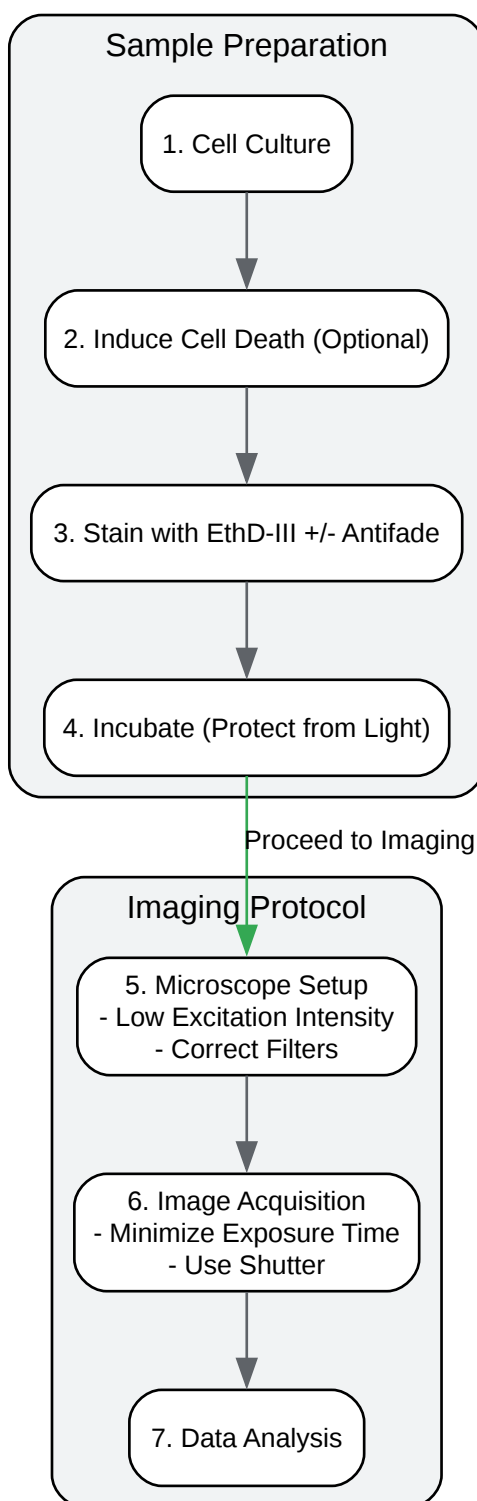 Sample Preparation
1. Cell Culture
2. Induce Cell Death (Optional)
3. Stain with EthD-III +/- Antifade
4. Incubate (Protect from Light)
Proceed to Imaging
Imaging Protocol
5. Microscope Setup
- Low Excitation Intensity
- Correct Filters
6. Image Acquisition
- Minimize Exposure Time
- Use Shutter
7. Data Analysis